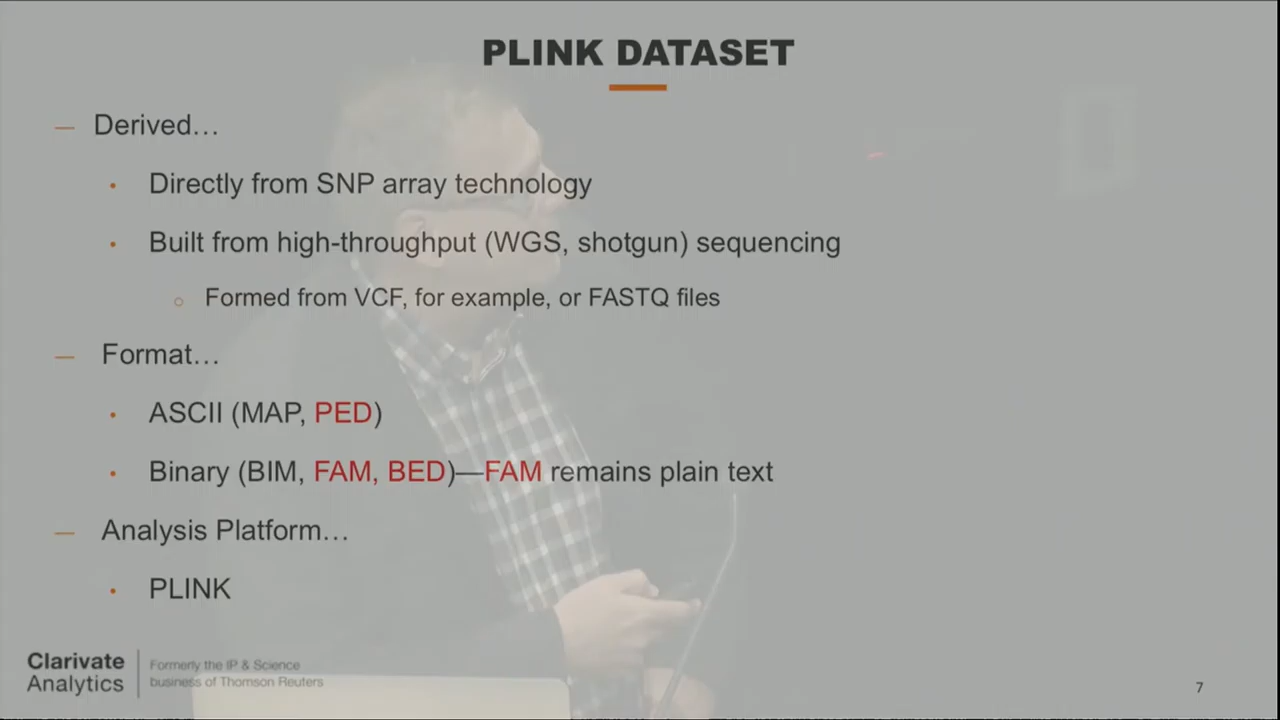 PLINK DATASET
— Derived…
• Directly from SNP array technology
• Built from high-throughput (WGS, shotgun) sequencing
○ Formed from VCF, for example, or FASTQ files
— Format…
• ASCII (MAP, PED)
• Binary (BIM, FAM, BED)—FAM remains plain text
— Analysis Platform…
• PLINK
Clarivate
Analytics
Formerly the IP & Science
business of Thomson Reuters
7